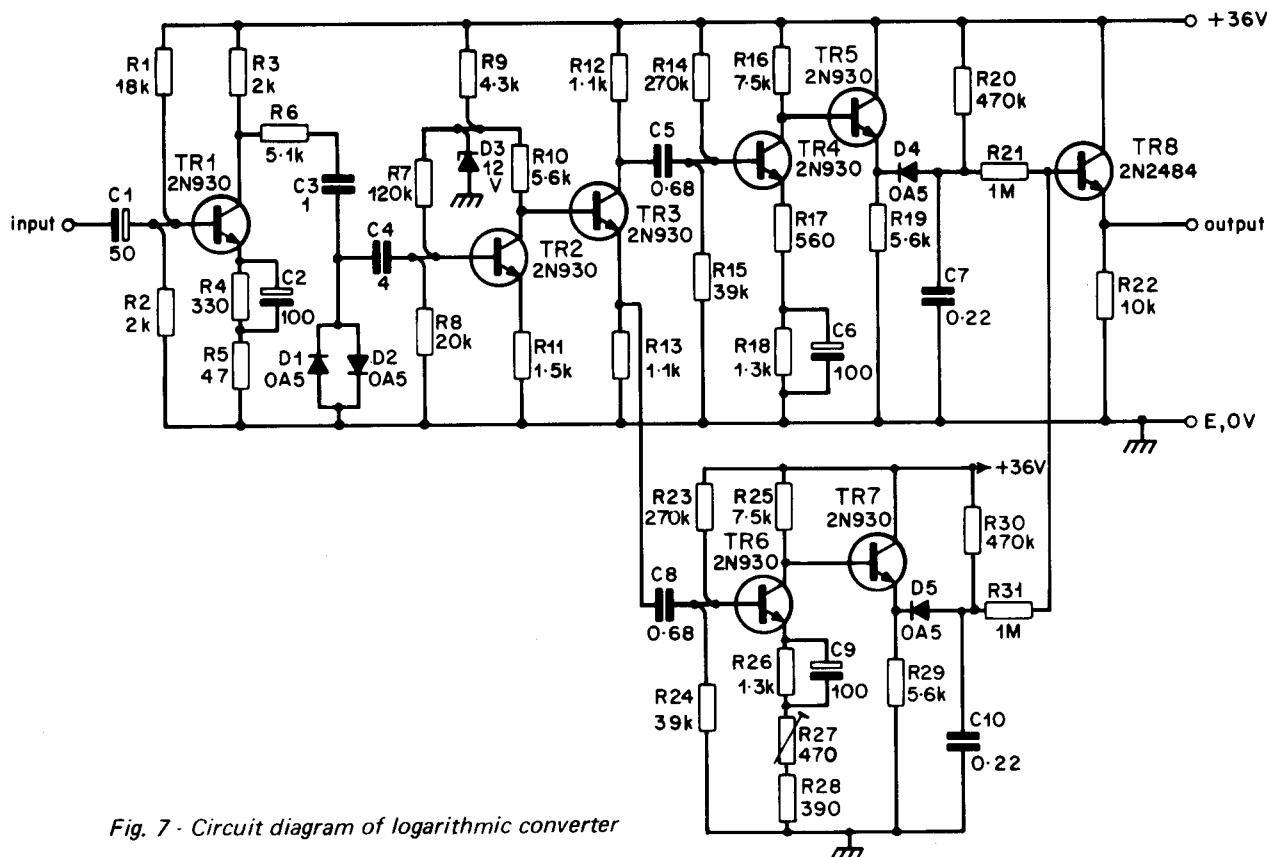 +36V
R1
18k
R3
2k
R6
5.1k
TR1
2N930
C1
input
50
R2
2k
R4
330
C2
100
R5
47
C3
1
D1
OA5
D2
OA5
C4
4
R9
4.3k
R7
120k
D3
12
V
R10
5.6k
R8
20k
TR2
2N930
R11
1.5k
R12
1.1k
TR3
2N930
R13
1.1k
C5
0.68
R14
270k
R15
39k
R16
7.5k
TR4
2N930
R17
560
R18
1.3k
C6
100
TR5
2N930
D4
OA5
R19
5.6k
R20
470k
R21
1M
C7
0.22
TR8
2N2484
output
R22
10k
E,0V
+36V
R23
270k
R25
7.5k
TR7
2N930
R30
470k
TR6
2N930
C8
0.68
D5
OA5
R31
1M
R24
39k
R26
1.3k
C9
100
R29
5.6k
R27
470
C10
0.22
R28
390
Fig. 7 - Circuit diagram of logarithmic converter